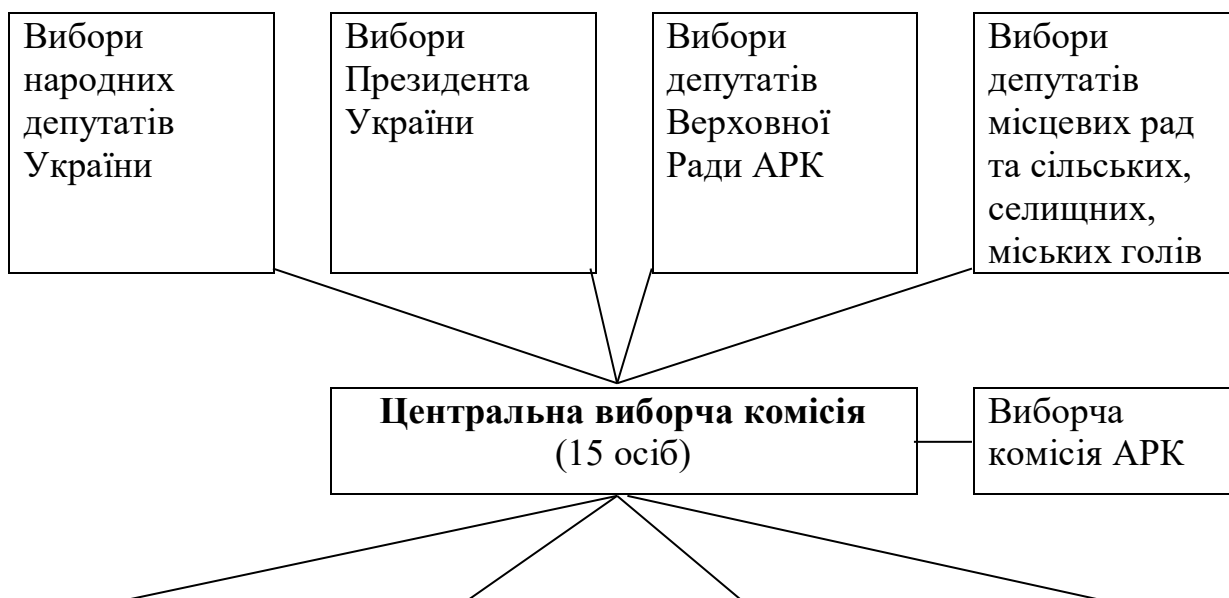 Вибори
народних
депутатів
України
Вибори
Президента
України
Вибори
депутатів
Верховної
Ради АРК
Вибори
депутатів
місцевих рад
та сільських,
селищних,
міських голів
Центральна виборча комісія
(15 осіб)
Виборча
комісія АРК